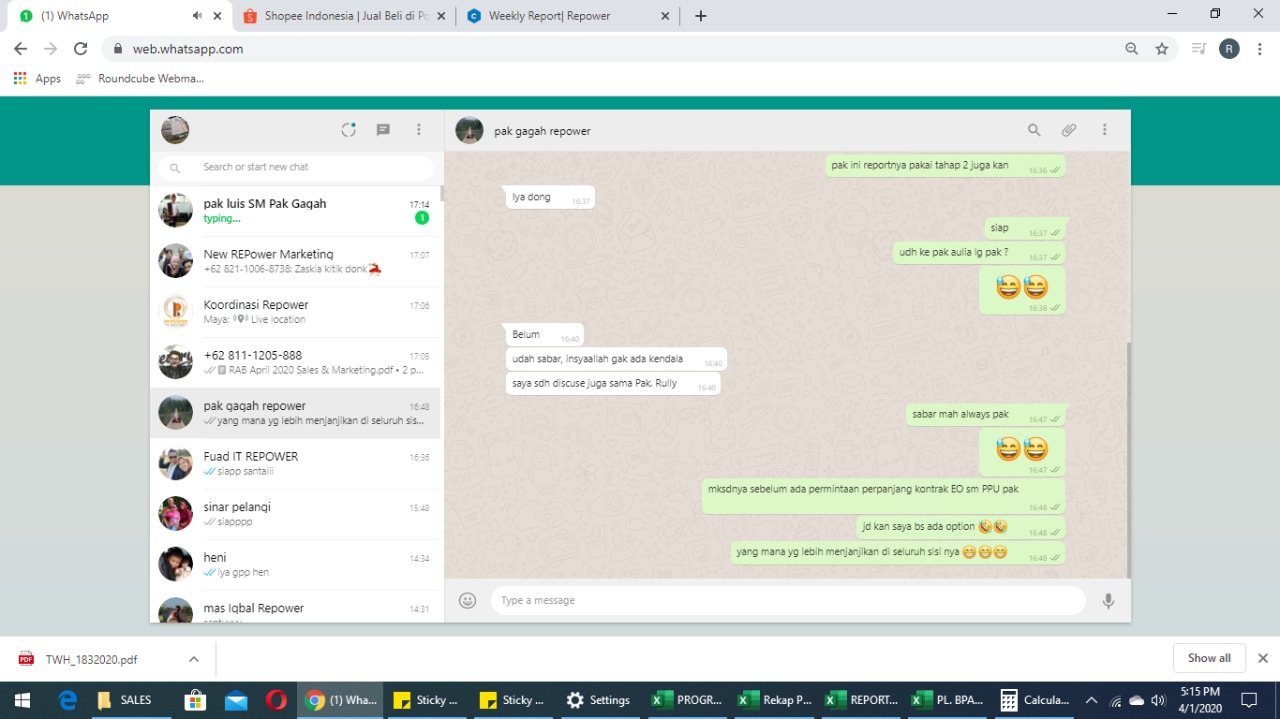 (1) WhatsApp
Shopee Indonesia | Jual Beli di Po
Weekly Report| Repower
web.whatsapp.com
R
Apps
Roundcube Webma...
pak gagah repower
Search or start new chat
pak luis SM Pak Gagah
17:14
typing...
1
New REPower Marketing
17:07
+62 821-1006-8738: Zaskia kitik donk
Koordinasi Repower
17:06
Maya: Live location
+62 811-1205-888
17:05
RAB April 2020 Sales & Marketing.pdf • 2 p...
pak gagah repower
16:48
yang mana yg lebih menjanjikan di seluruh sis...
Fuad IT REPOWER
16:36
siapp santaiii
sinar pelangi
15:48
siapppp
heni
14:34
iya gpp hen
mas Iqbal Repower
14:31
pak ini reportnya pakai tahap 2 juga kan
16:36
Iya dong
16:37
siap
16:37
udh ke pak aulia lg pak ?
16:37
😅😅
16:38
Belum
16:40
udah sabar, insyaallah gak ada kendala
16:40
saya sdh discuse juga sama Pak. Rully
16:40
sabar mah always pak
16:47
😅😅
16:47
mksdnya sebelum ada permintaan perpanjang kontrak EO sm PPU pak
16:48
jd kan saya bs ada option 🤣🤣
16:48
yang mana yg lebih menjanjikan di seluruh sisi nya 😁😁😁
16:48
Type a message
PDF
TWH_1832020.pdf
Show all
SALES
(1) Wha...
Sticky ...
Sticky ...
Settings
PROGR...
Rekap P...
REPORT...
PL. BPA...
Calcula...
5:15 PM
4/1/2020